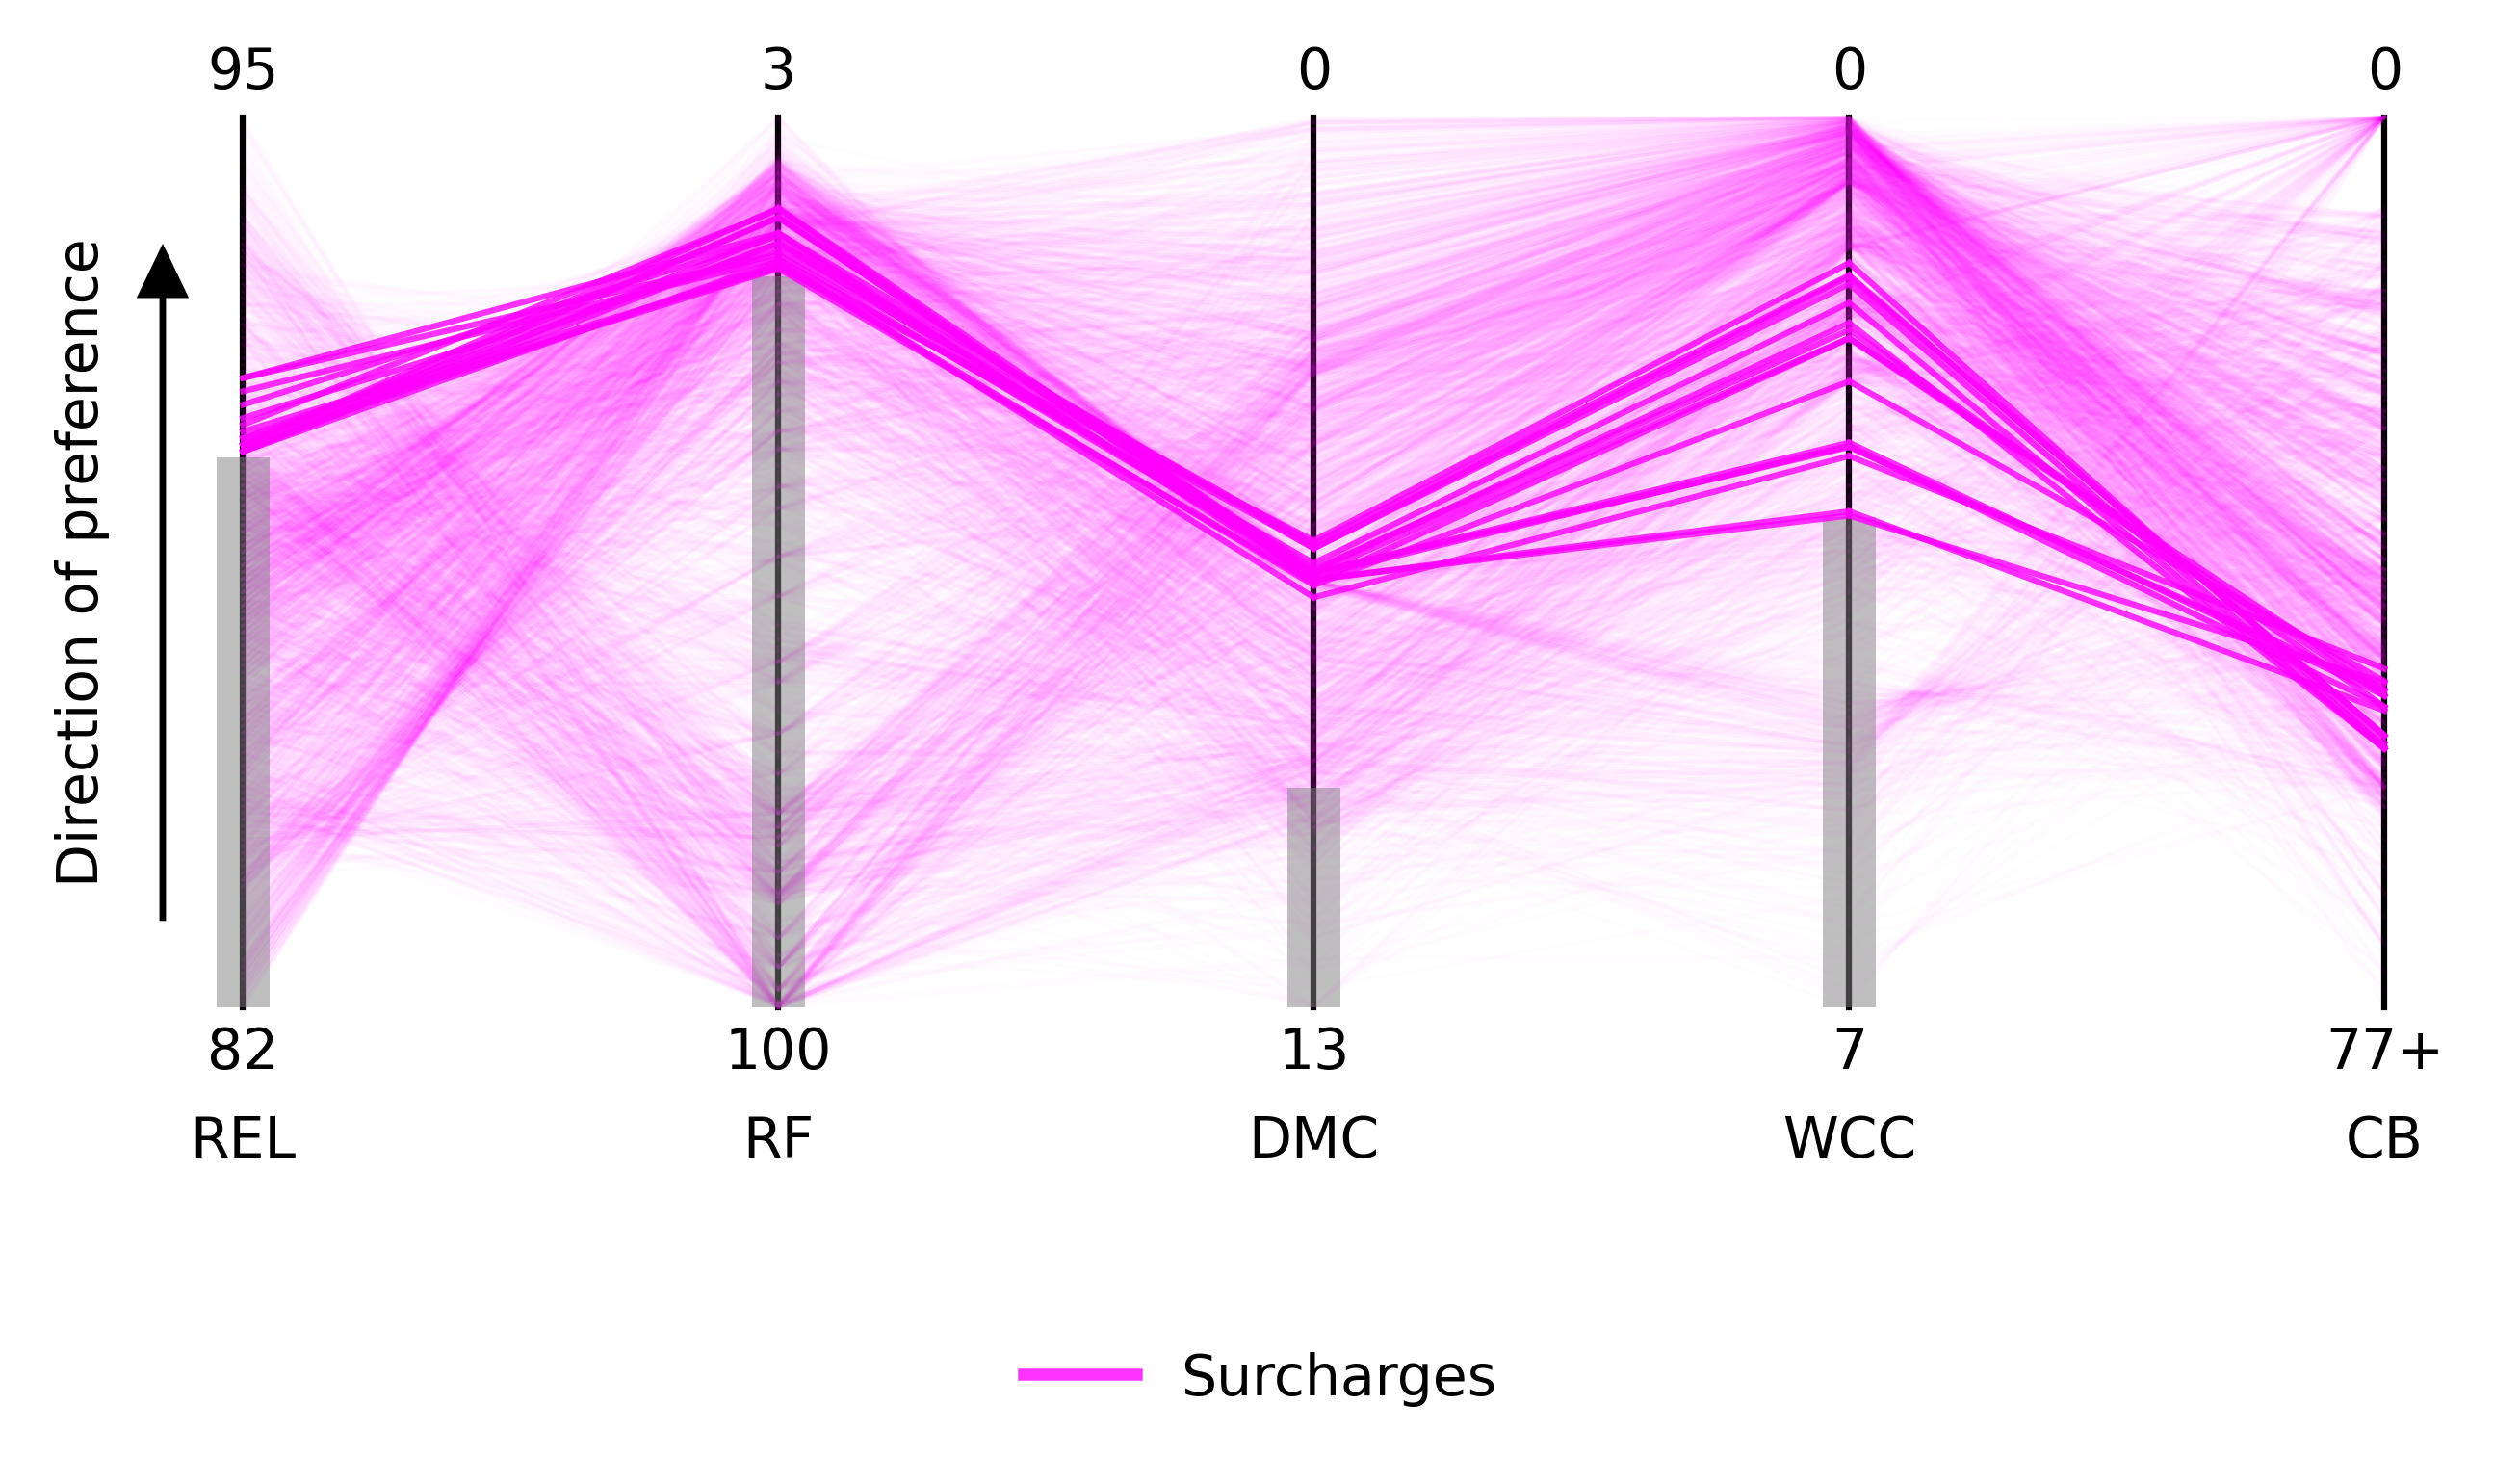 95 3 0 0 0
Direction of preference
82 100 13 7 77+
REL RF DMC WCC CB
Surcharges